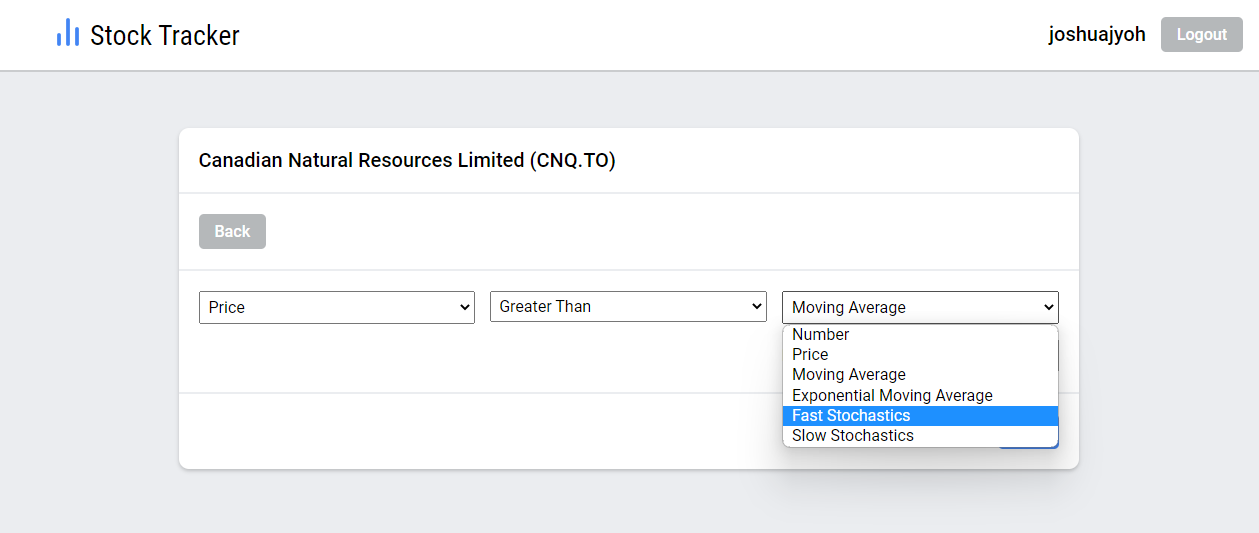 Stock Tracker
joshuajyoh
Logout
Canadian Natural Resources Limited (CNQ.TO)
Back
Price
Greater Than
Moving Average
Number
Price
Moving Average
Exponential Moving Average
Fast Stochastics
Slow Stochastics